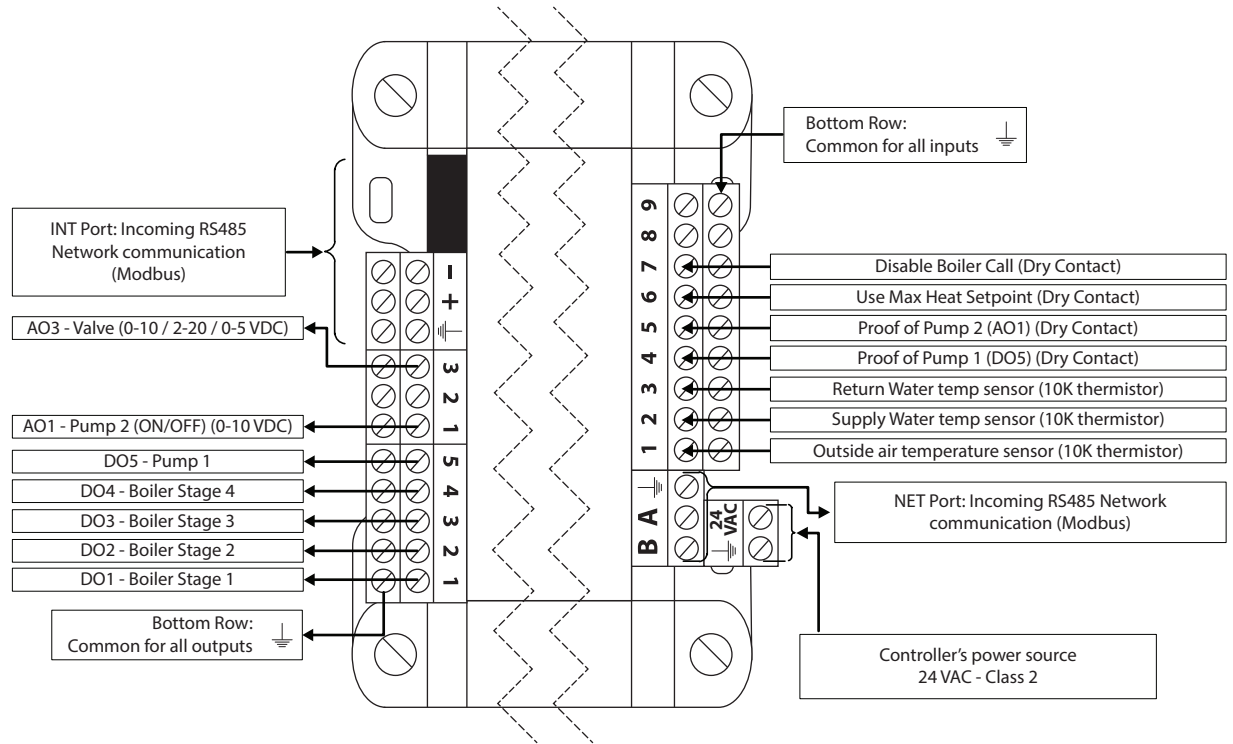 Bottom Row:
Common for all inputs
INT Port: Incoming RS485
Network communication
(Modbus)
AO3 - Valve (0-10 / 2-20 / 0-5 VDC)
AO1 - Pump 2 (ON/OFF) (0-10 VDC)
DO5 - Pump 1
DO4 - Boiler Stage 4
DO3 - Boiler Stage 3
DO2 - Boiler Stage 2
DO1 - Boiler Stage 1
Bottom Row:
Common for all outputs
-
+
3
2
1
5
4
3
2
1
9
8
7
6
5
4
3
2
1
A
B
24
VAC
Disable Boiler Call (Dry Contact)
Use Max Heat Setpoint (Dry Contact)
Proof of Pump 2 (AO1) (Dry Contact)
Proof of Pump 1 (DO5) (Dry Contact)
Return Water temp sensor (10K thermistor)
Supply Water temp sensor (10K thermistor)
Outside air temperature sensor (10K thermistor)
NET Port: Incoming RS485 Network
communication (Modbus)
Controller's power source
24 VAC - Class 2